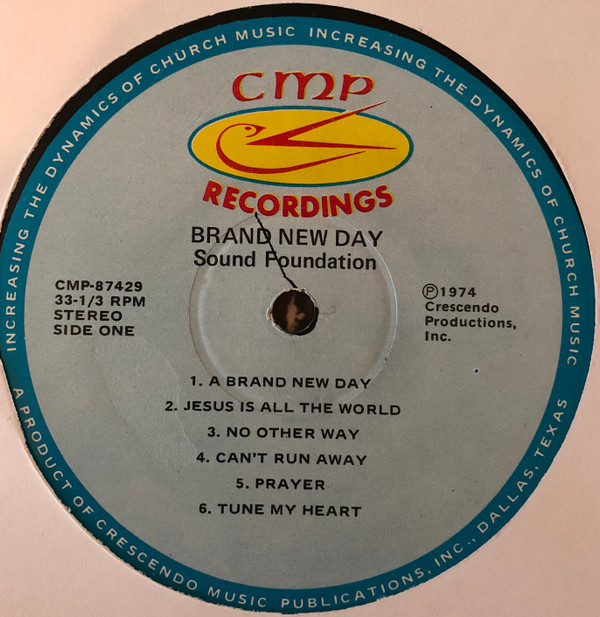 INCREASING THE DYNAMICS OF CHURCH MUSIC INCREASING THE DYNAMICS OF CHURCH MUSIC
CMP
RECORDINGS
BRAND NEW DAY
Sound Foundation
CMP-87429
33-1/3 RPM
STEREO
SIDE ONE
Ⓟ1974
Crescendo
Productions,
Inc.
1. A BRAND NEW DAY
2. JESUS IS ALL THE WORLD
3. NO OTHER WAY
4. CAN'T RUN AWAY
5. PRAYER
6. TUNE MY HEART
A PRODUCT OF CRESCENDO MUSIC PUBLICATIONS, INC., DALLAS, TEXAS